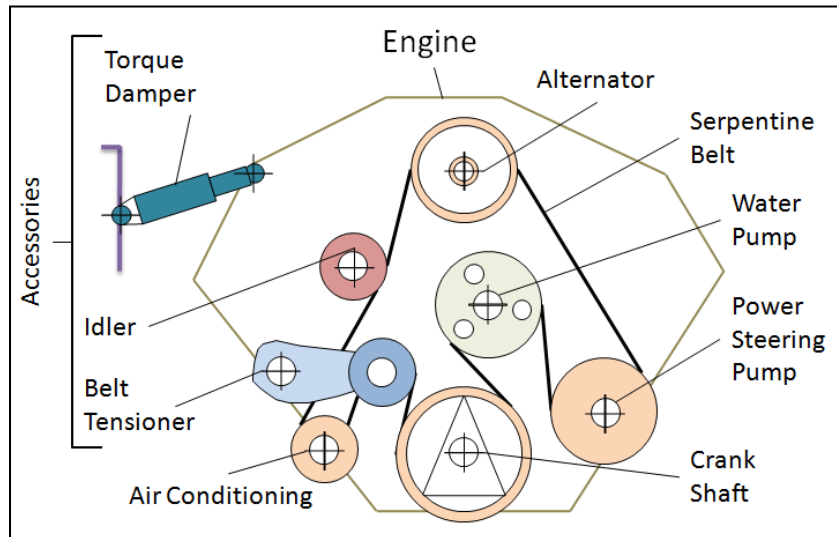 Engine
Torque
Damper
Alternator
Serpentine
Belt
Water
Pump
Accessories
Idler
Power
Steering
Pump
Belt
Tensioner
Air Conditioning
Crank
Shaft